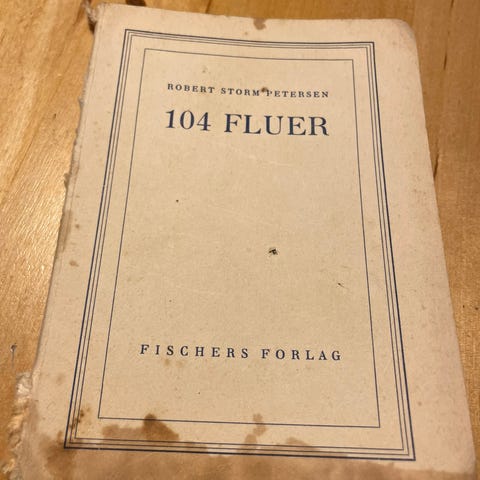 ROBERT STORM PETERSEN
104 FLUER
FISCHERS FORLAG